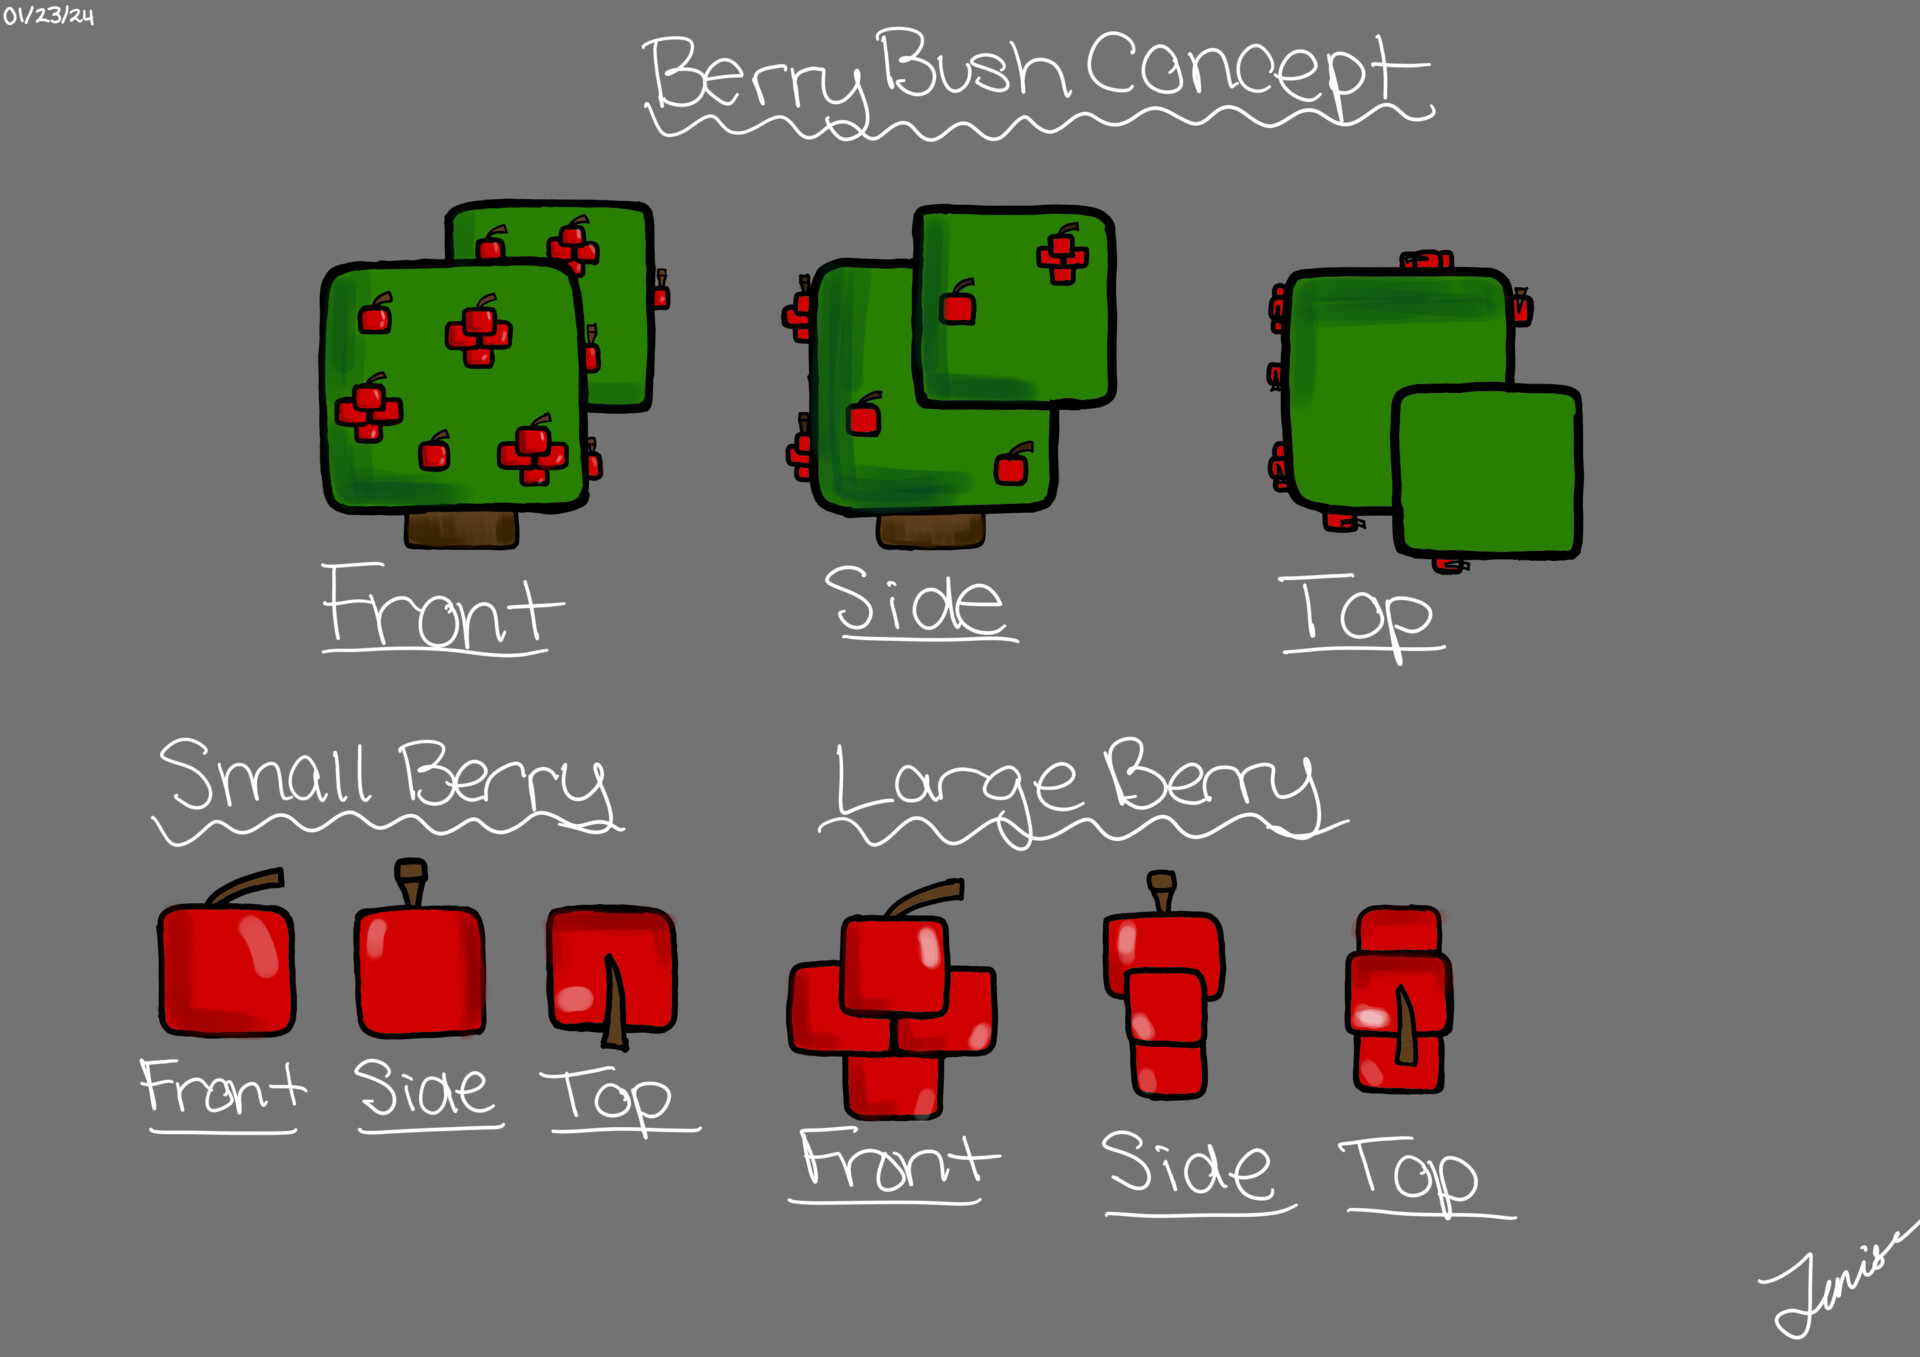 01/23/24
Berry Bush Concept
Front Side Top
Small Berry Large Berry
Front Side Top
Front Side Top